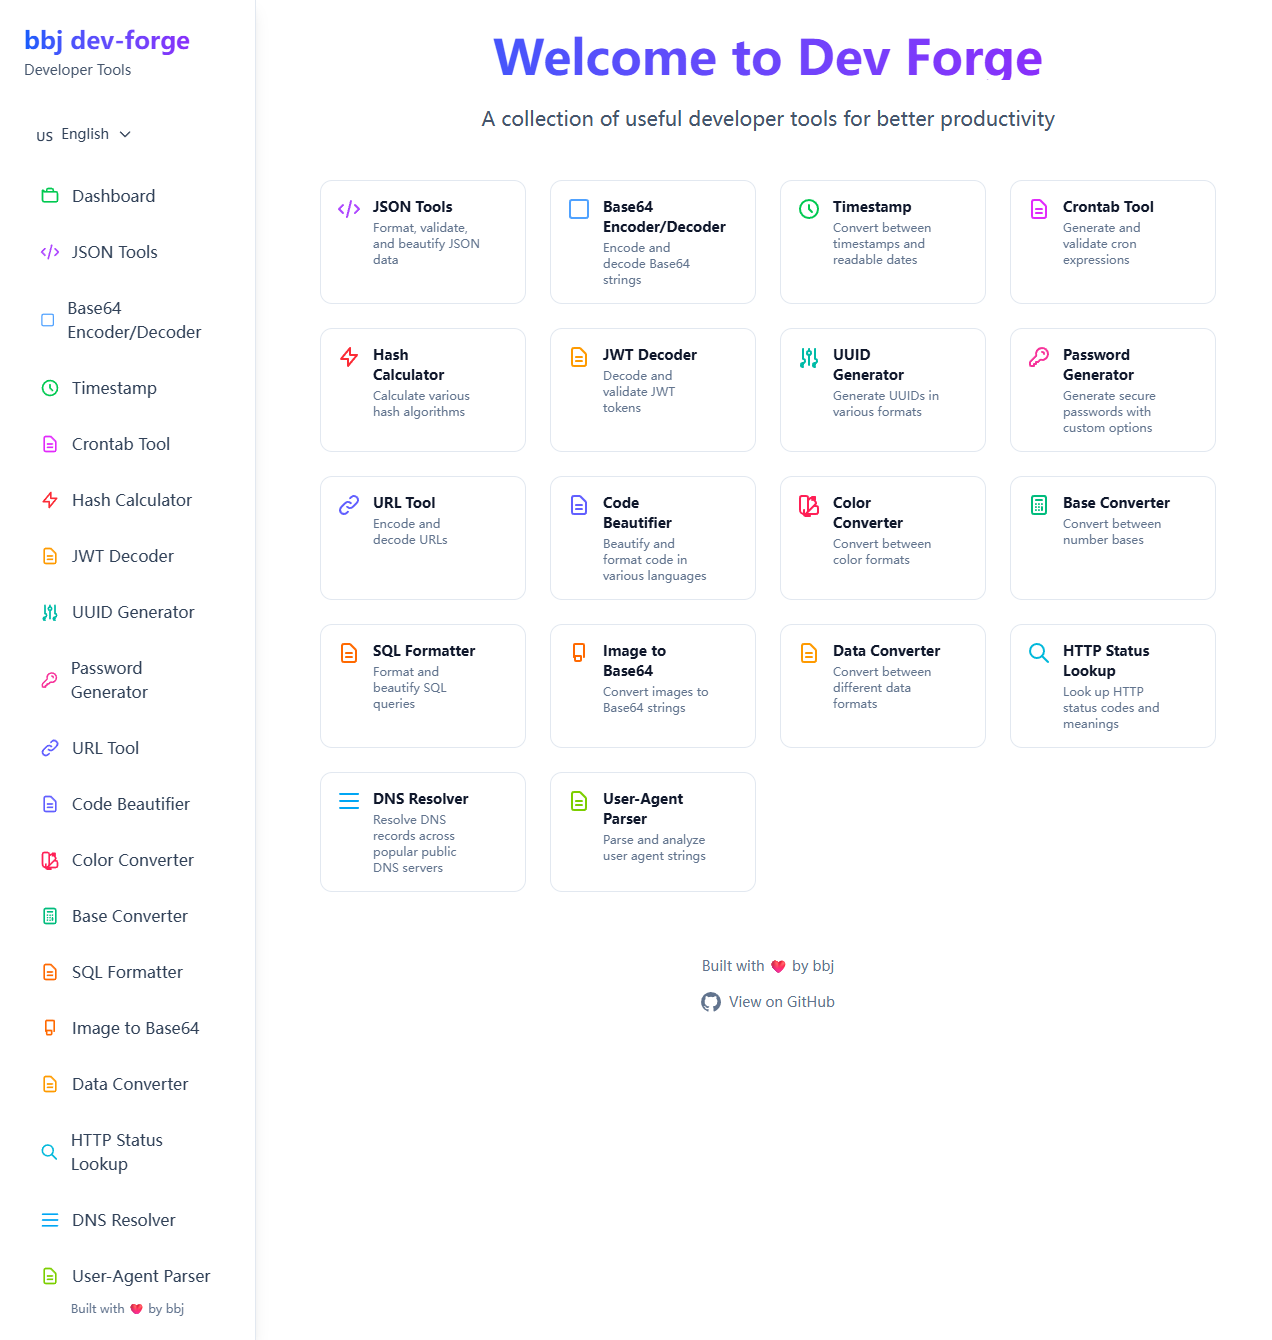 bbj dev-forge
Developer Tools
US English
Dashboard
JSON Tools
Base64
Encoder/Decoder
Timestamp
Crontab Tool
Hash Calculator
JWT Decoder
UUID Generator
Password
Generator
URL Tool
Code Beautifier
Color Converter
Base Converter
SQL Formatter
Image to Base64
Data Converter
HTTP Status
Lookup
DNS Resolver
User-Agent Parser
Built with ❤️ by bbj
Welcome to Dev Forge
A collection of useful developer tools for better productivity
JSON Tools
Format, validate,
and beautify JSON
data
Base64
Encoder/Decoder
Encode and
decode Base64
strings
Timestamp
Convert between
timestamps and
readable dates
Crontab Tool
Generate and
validate cron
expressions
Hash
Calculator
Calculate various
hash algorithms
JWT Decoder
Decode and
validate JWT
tokens
UUID
Generator
Generate UUIDs in
various formats
Password
Generator
Generate secure
passwords with
custom options
URL Tool
Encode and
decode URLs
Code
Beautifier
Beautify and
format code in
various languages
Color
Converter
Convert between
color formats
Base Converter
Convert between
number bases
SQL Formatter
Format and
beautify SQL
queries
Image to
Base64
Convert images to
Base64 strings
Data Converter
Convert between
different data
formats
HTTP Status
Lookup
Look up HTTP
status codes and
meanings
DNS Resolver
Resolve DNS
records across
popular public
DNS servers
User-Agent
Parser
Parse and analyze
user agent strings
Built with ❤️ by bbj
View on GitHub